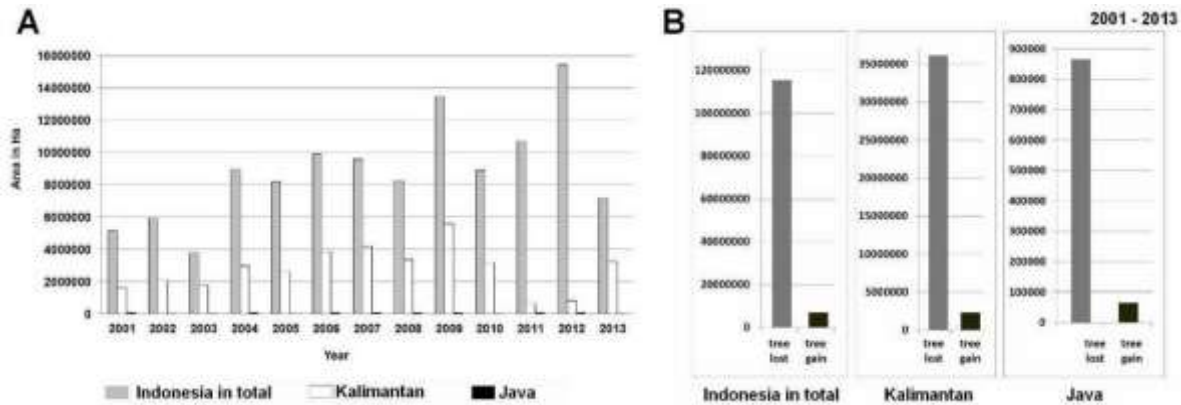 A
16000000
14000000
12000000
10000000
8000000
6000000
4000000
2000000
0
Area in Ha
2001 2002 2003 2004 2005 2006 2007 2008 2009 2010 2011 2012 2013
Year
Indonesia in total Kalimantan Java
B
2001 - 2013
120000000
100000000
80000000
60000000
40000000
20000000
0
tree lost
tree gain
Indonesia in total
35000000
30000000
25000000
20000000
15000000
10000000
5000000
0
tree lost
tree gain
Kalimantan
900000
800000
700000
600000
500000
400000
300000
200000
100000
0
tree lost
tree gain
Java